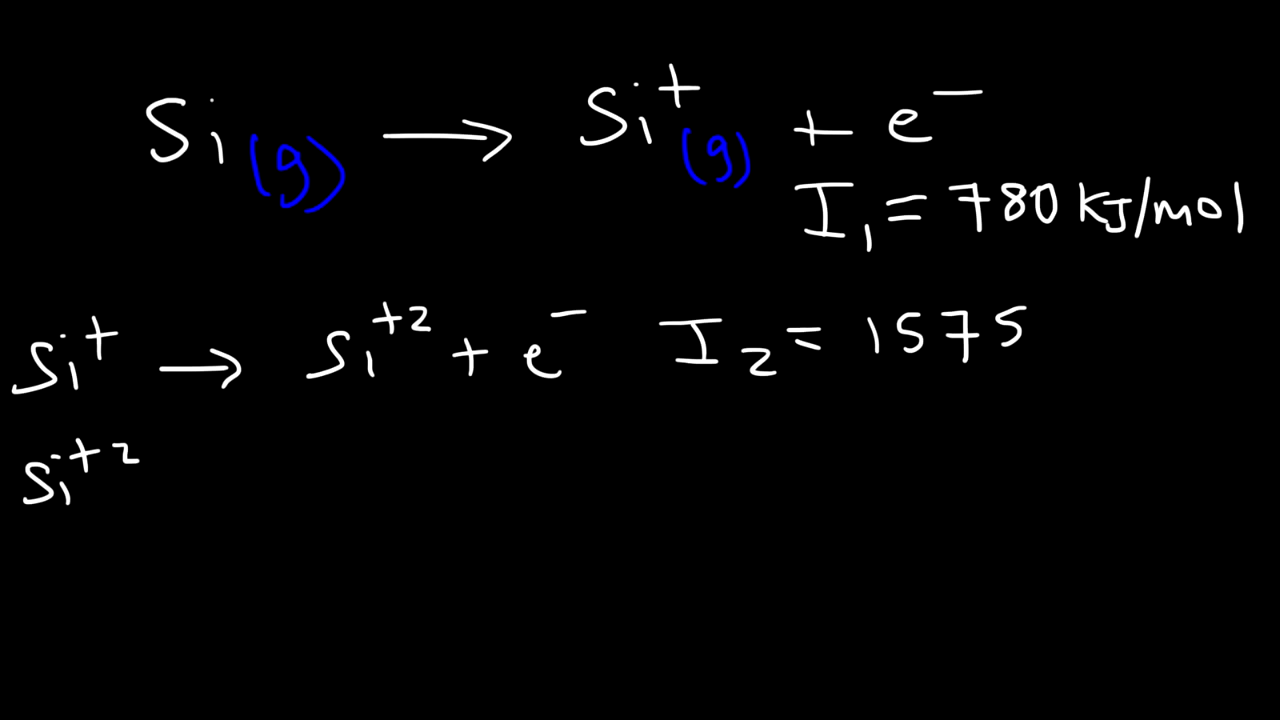 Si(g) → Si⁺(g) + e⁻
I₁ = 780 kJ/mol
Si⁺ → Si⁺² + e⁻ I₂ = 1575
Si⁺²